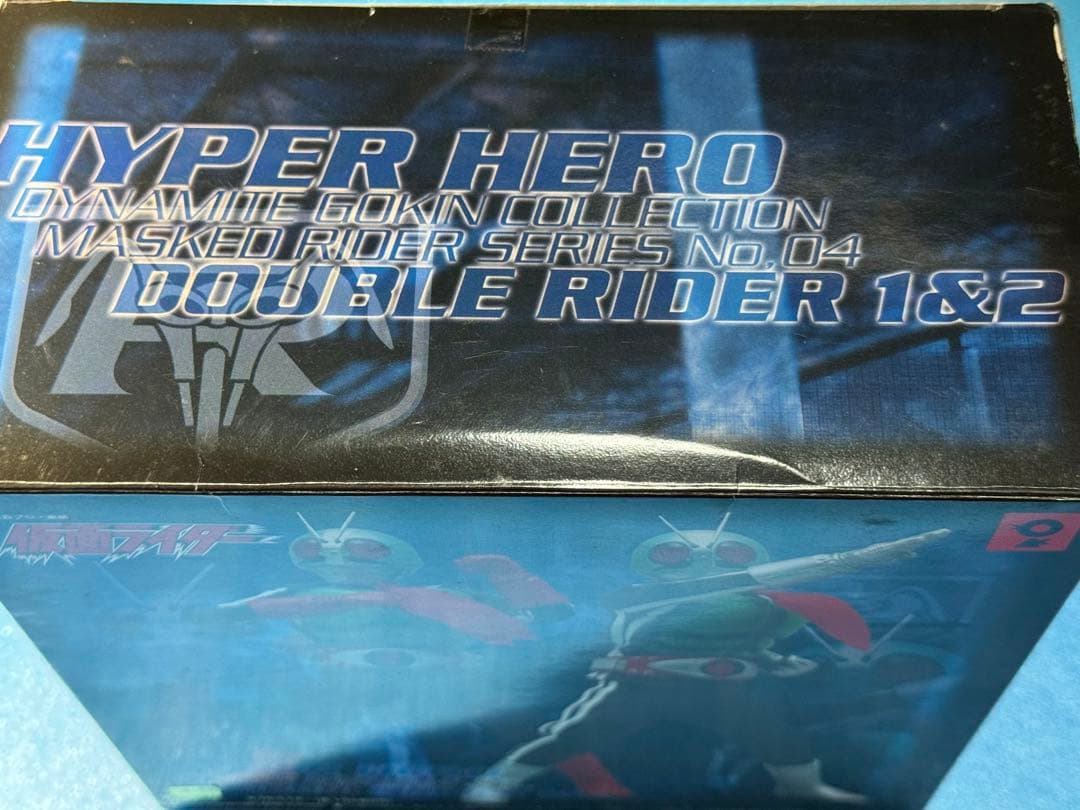 HYPER HERO
DYNAMITE GOKIN COLLECTION
MASKED RIDER SERIES No.04
DOUBLE RIDER 1&2
仮面ライダー